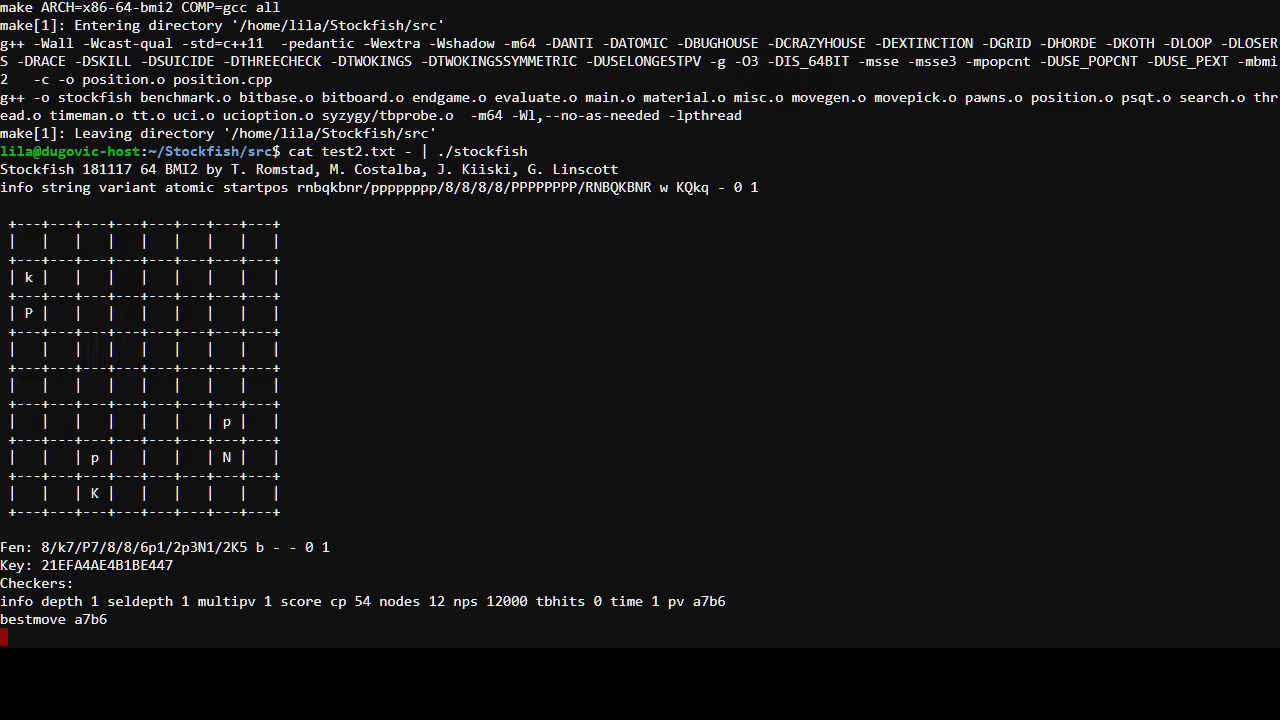 make ARCH=x86-64-bmi2 COMP=gcc all
make[1]: Entering directory '/home/lila/Stockfish/src'
g++ -Wall -Wcast-qual -std=c++11  -pedantic -Wextra -Wshadow -m64 -DANTI -DATOMIC -DBUGHOUSE -DCRAZYHOUSE -DEXTINCTION -DGRID -DHORDE -DKOTH -DLOOP -DLOSER
S -DRACE -DSKILL -DSUICIDE -DTHREECHECK -DTWOKINGS -DTWOKINGSSYMMETRIC -DUSELONGESTPV -g -O3 -DIS_64BIT -msse -msse3 -mpopcnt -DUSE_POPCNT -DUSE_PEXT -mbmi
2   -c -o position.o position.cpp
g++ -o stockfish benchmark.o bitbase.o bitboard.o endgame.o evaluate.o main.o material.o misc.o movegen.o movepick.o pawns.o position.o psqt.o search.o thr
ead.o timeman.o tt.o uci.o ucioption.o syzygy/tbprobe.o  -m64 -Wl,--no-as-needed -lpthread
make[1]: Leaving directory '/home/lila/Stockfish/src'
lila@dugovic-host:~/Stockfish/src$ cat test2.txt - | ./stockfish
Stockfish 181117 64 BMI2 by T. Romstad, M. Costalba, J. Kiiski, G. Linscott
info string variant atomic startpos rnbqkbnr/pppppppp/8/8/8/8/PPPPPPPP/RNBQKBNR w KQkq - 0 1

 +---+---+---+---+---+---+---+---+
 |   |   |   |   |   |   |   |   |
 +---+---+---+---+---+---+---+---+
 | k |   |   |   |   |   |   |   |
 +---+---+---+---+---+---+---+---+
 | P |   |   |   |   |   |   |   |
 +---+---+---+---+---+---+---+---+
 |   |   |   |   |   |   |   |   |
 +---+---+---+---+---+---+---+---+
 |   |   |   |   |   |   |   |   |
 +---+---+---+---+---+---+---+---+
 |   |   |   |   |   |   | p |   |
 +---+---+---+---+---+---+---+---+
 |   |   | p |   |   |   | N |   |
 +---+---+---+---+---+---+---+---+
 |   |   | K |   |   |   |   |   |
 +---+---+---+---+---+---+---+---+

Fen: 8/k7/P7/8/8/6p1/2p3N1/2K5 b - - 0 1
Key: 21EFA4AE4B1BE447
Checkers:
info depth 1 seldepth 1 multipv 1 score cp 54 nodes 12 nps 12000 tbhits 0 time 1 pv a7b6
bestmove a7b6